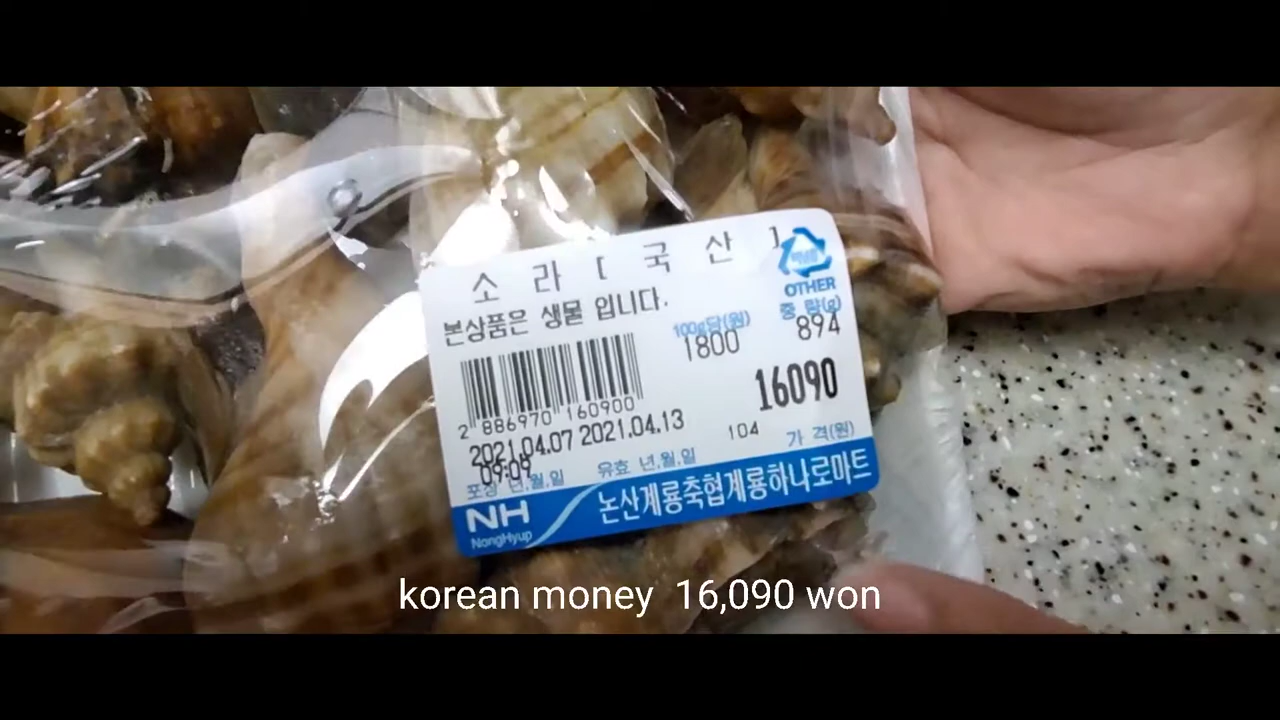 소 라 [ 국 산 ]
OTHER
본상품은 생물 입니다.
100g당(원) 중 량(g)
1800 894
2 886970 160900
16090
2021.04.07 2021.04.13
09:09
104 가 격(원)
포장 년.월.일 유효 년.월.일
NH
NongHyup
논산계룡축협계룡하나로마트
korean money 16,090 won